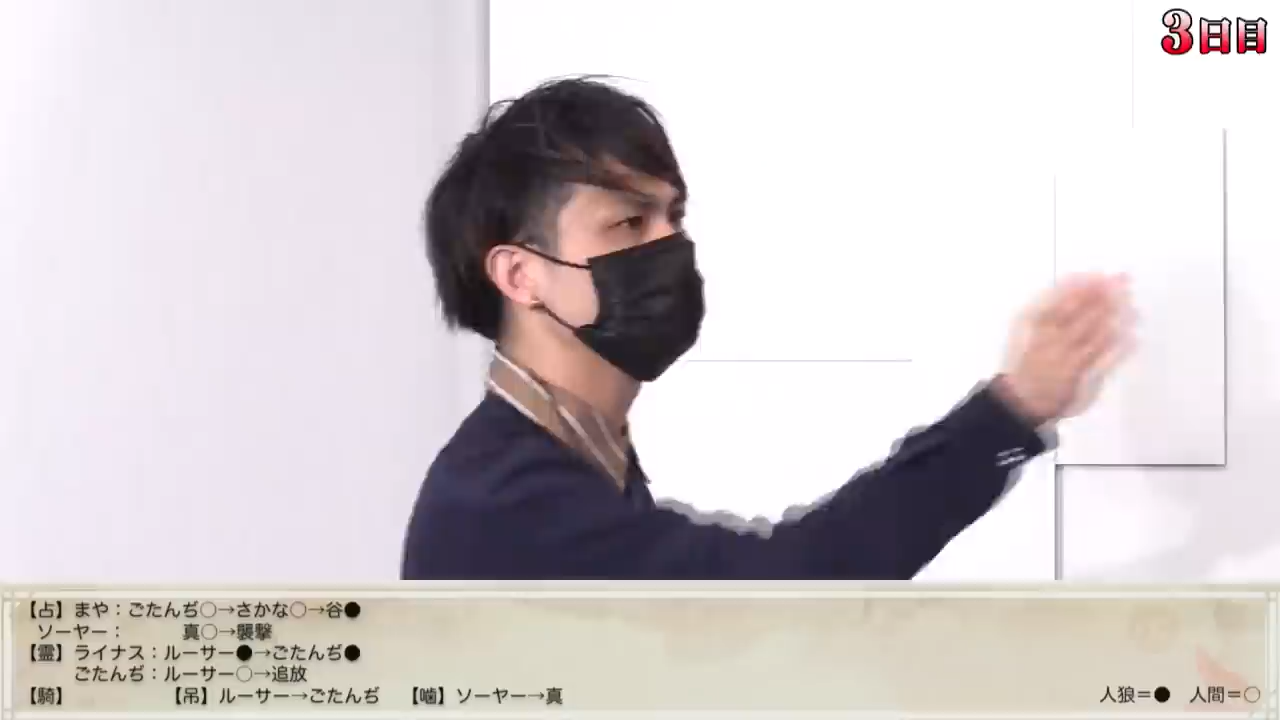 3日目
【占】まや：ごたんぢ○→さかな○→谷●
ソーヤー：　　　真○→襲撃
【霊】ライナス：ルーサー●→ごたんぢ●
ごたんぢ：ルーサー○→追放
【騎】　　　　　【吊】ルーサー→ごたんぢ　【噛】ソーヤー→真　人狼＝●　人間＝○